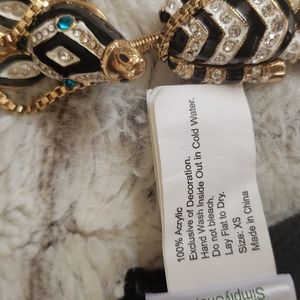 100% Acrylic
Exclusive of Decoration.
Hand Wash Inside Out in Cold Water.
Do not bleach.
Lay Flat to Dry.
Size: XS
Made in China